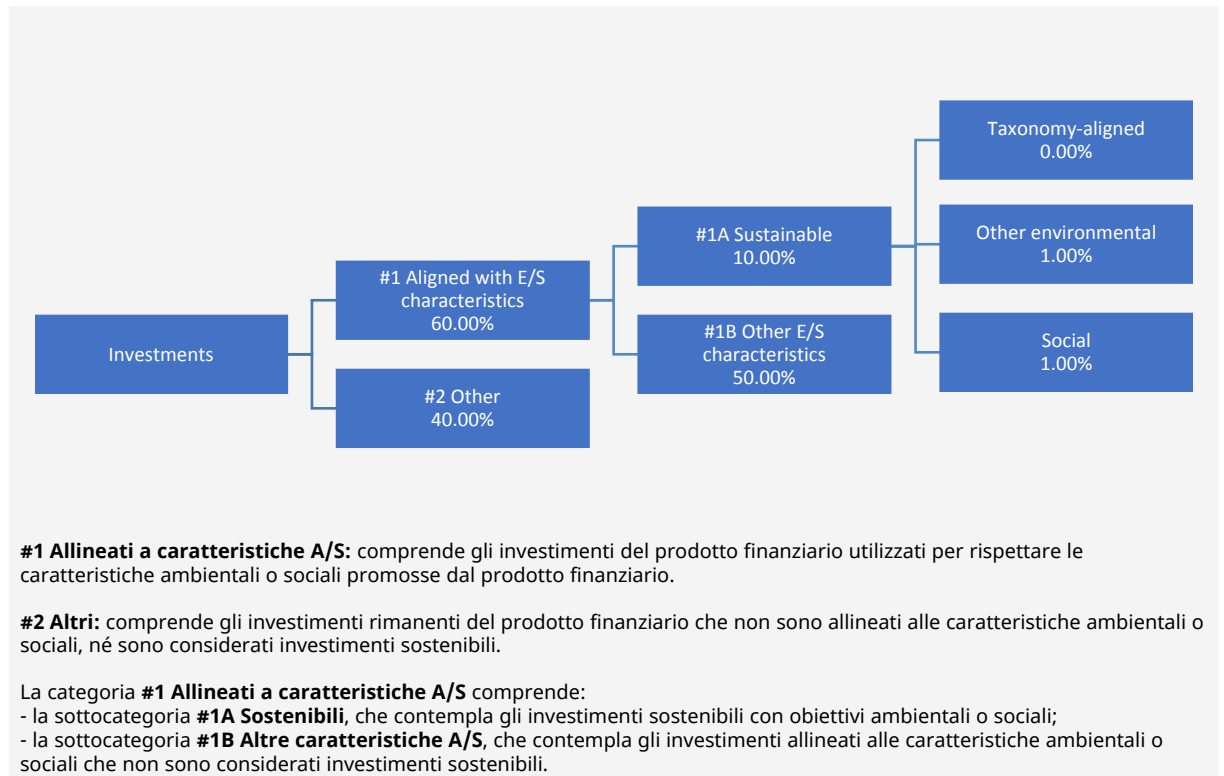 Investments
#1 Aligned with E/S
characteristics
60.00%
#2 Other
40.00%
#1A Sustainable
10.00%
#1B Other E/S
characteristics
50.00%
Taxonomy-aligned
0.00%
Other environmental
1.00%
Social
1.00%
#1 Allineati a caratteristiche A/S: comprende gli investimenti del prodotto finanziario utilizzati per rispettare le
caratteristiche ambientali o sociali promosse dal prodotto finanziario.
#2 Altri: comprende gli investimenti rimanenti del prodotto finanziario che non sono allineati alle caratteristiche ambientali o
sociali, né sono considerati investimenti sostenibili.
La categoria #1 Allineati a caratteristiche A/S comprende:
- la sottocategoria #1A Sostenibili, che contempla gli investimenti sostenibili con obiettivi ambientali o sociali;
- la sottocategoria #1B Altre caratteristiche A/S, che contempla gli investimenti allineati alle caratteristiche ambientali o
sociali che non sono considerati investimenti sostenibili.